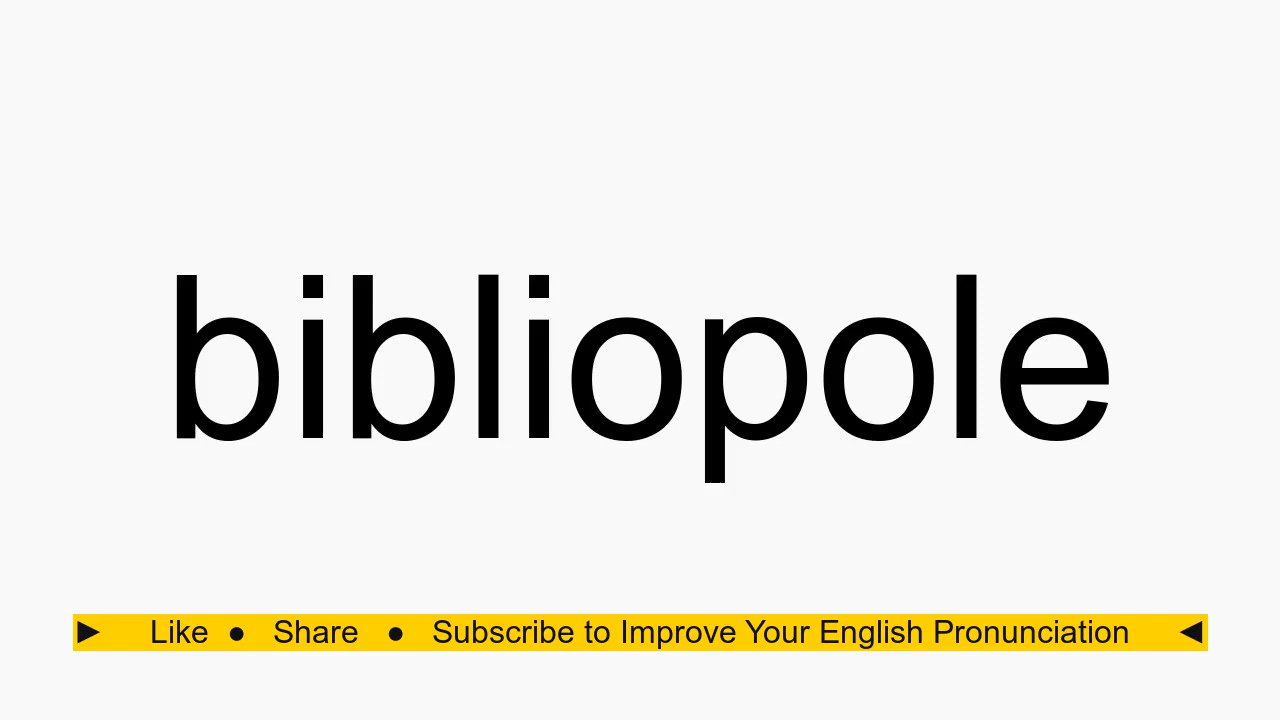 bibliopole
► Like ● Share ● Subscribe to Improve Your English Pronunciation ◄